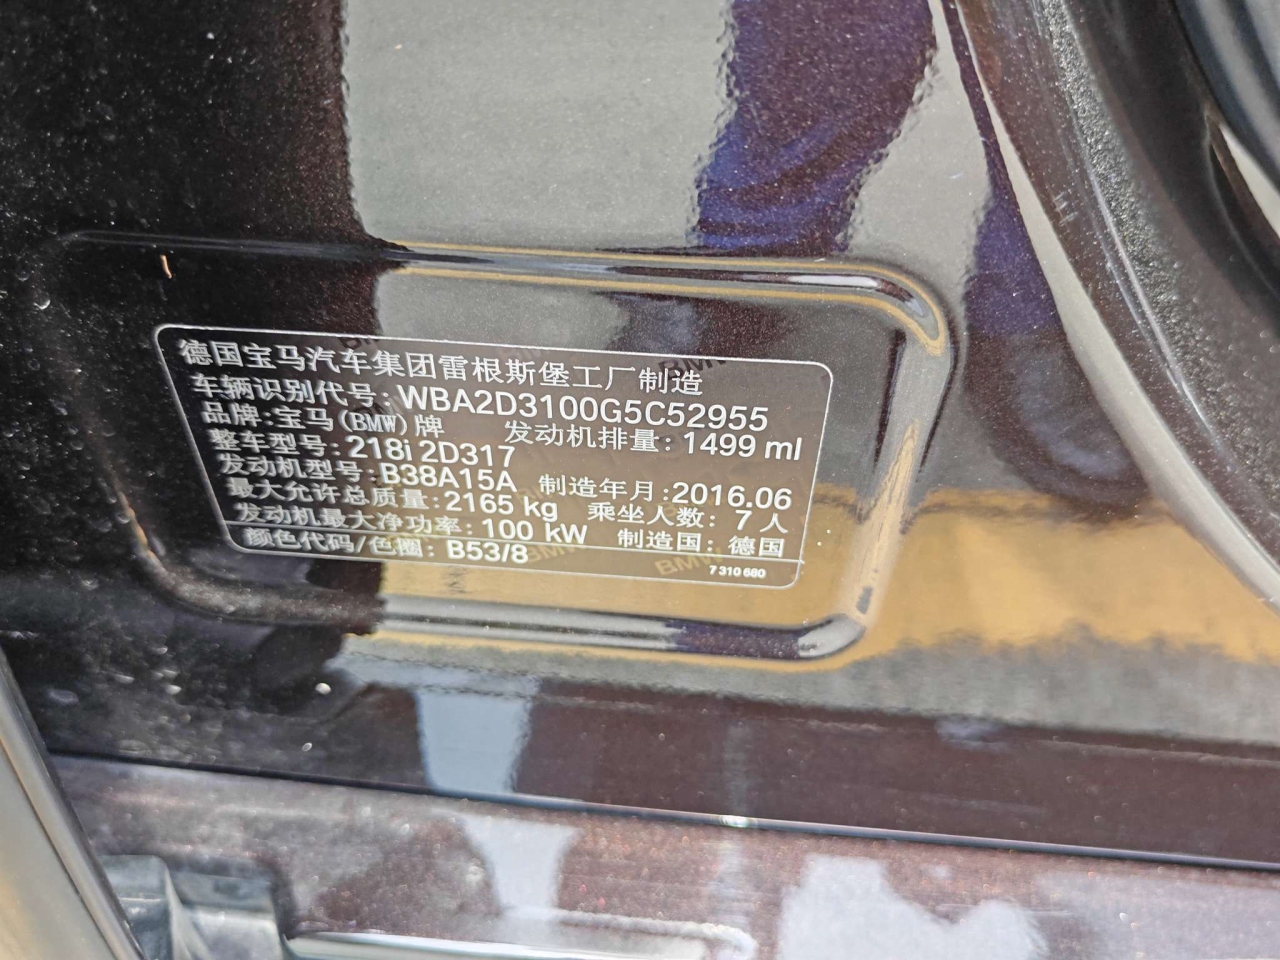 德国宝马汽车集团雷根斯堡工厂制造
车辆识别代号: WBA2D3100G5C52955
品牌:宝马(BMW)牌 发动机排量: 1499 ml
整车型号: 218i 2D317
发动机型号: B38A15A 制造年月:2016.06
最大允许总质量: 2165 kg 乘坐人数: 7人
发动机最大净功率: 100 kW 制造国: 德国
颜色代码/色圈: B53/8 7 310 680